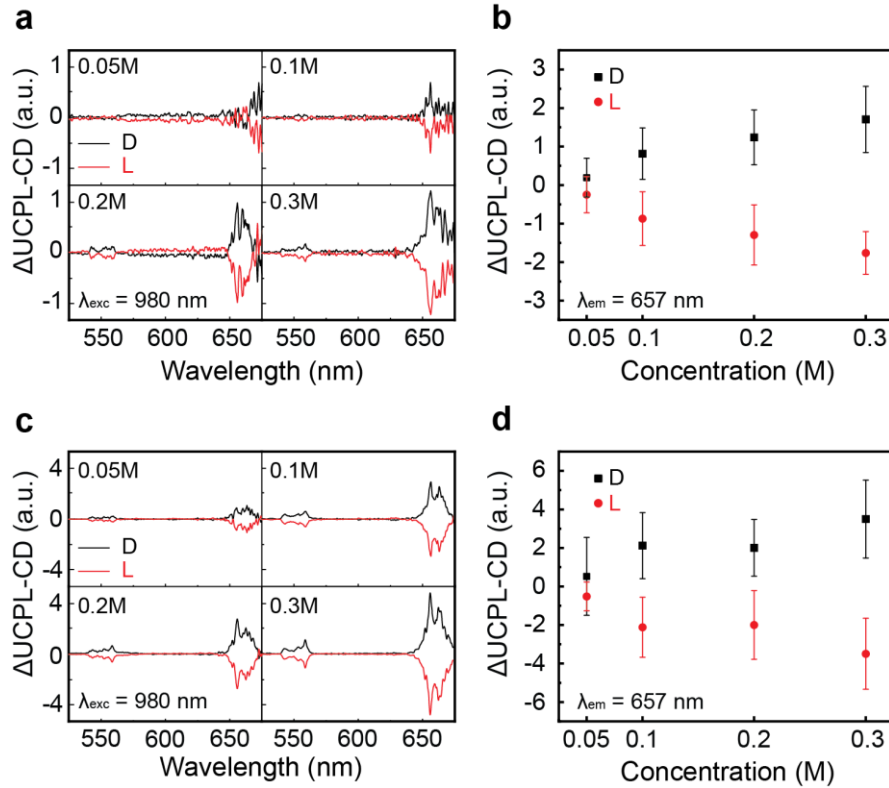 a
ΔUCPL-CD (a.u.)
1
0
-1
1
0
-1
0.05M
0.1M
D
L
0.2M
0.3M
λexc = 980 nm
550 600 650 550 600 650
Wavelength (nm)
b
ΔUCPL-CD (a.u.)
3
2
1
0
-1
-2
-3
D
L
λem = 657 nm
0.05 0.1 0.2 0.3
Concentration (M)
c
ΔUCPL-CD (a.u.)
4
0
-4
4
0
-4
0.05M
0.1M
D
L
0.2M
0.3M
λexc = 980 nm
550 600 650 550 600 650
Wavelength (nm)
d
ΔUCPL-CD (a.u.)
6
4
2
0
-2
-4
-6
D
L
λem = 657 nm
0.05 0.1 0.2 0.3
Concentration (M)